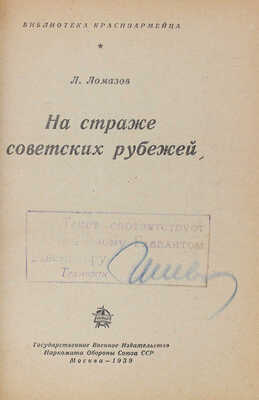 БИБЛИОТЕКА КРАСНОАРМЕЙЦА
Л. Ломазов
На страже
советских рубежей
соответствует
Государственное Военное Издательство
Наркомата Обороны Союза ССР
Москва — 1939